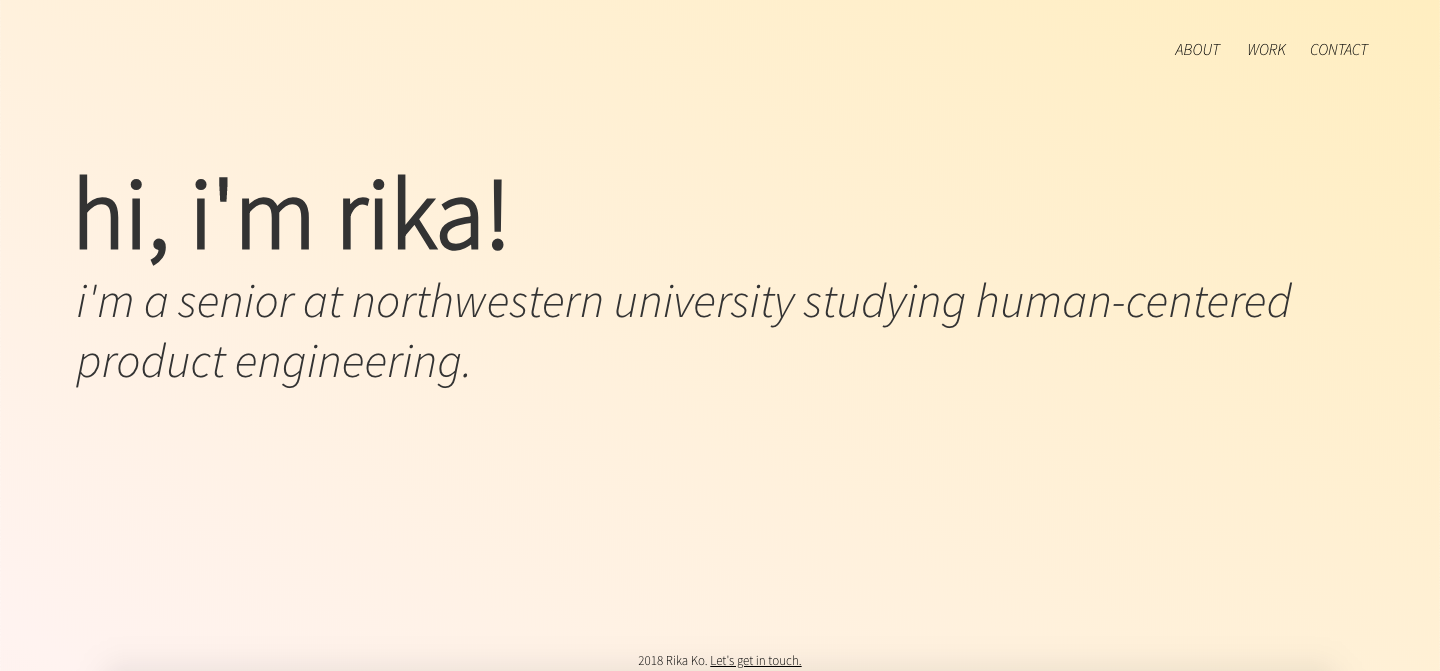 ABOUT WORK CONTACT
hi, i'm rika!
i'm a senior at northwestern university studying human-centered
product engineering.
2018 Rika Ko. Let's get in touch.